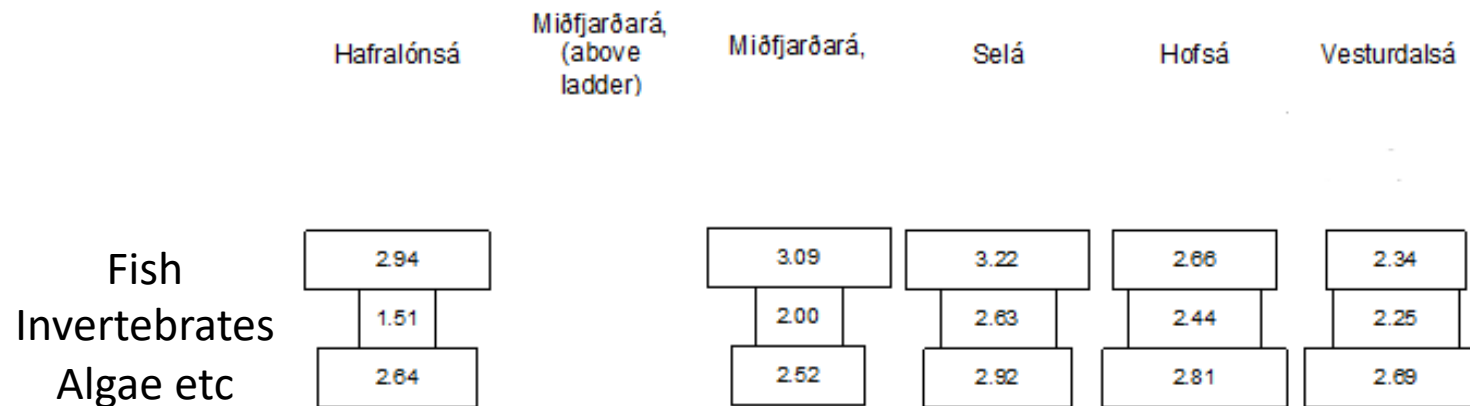 Hafralónsá
Miðfjarðará,
(above
ladder)
Miðfjarðará,
Selá
Hofsá
Vesturdalsá
Fish 2.94 3.09 3.22 2.66 2.34
Invertebrates 1.51 2.00 2.63 2.44 2.25
Algae etc 2.64 2.52 2.92 2.81 2.69